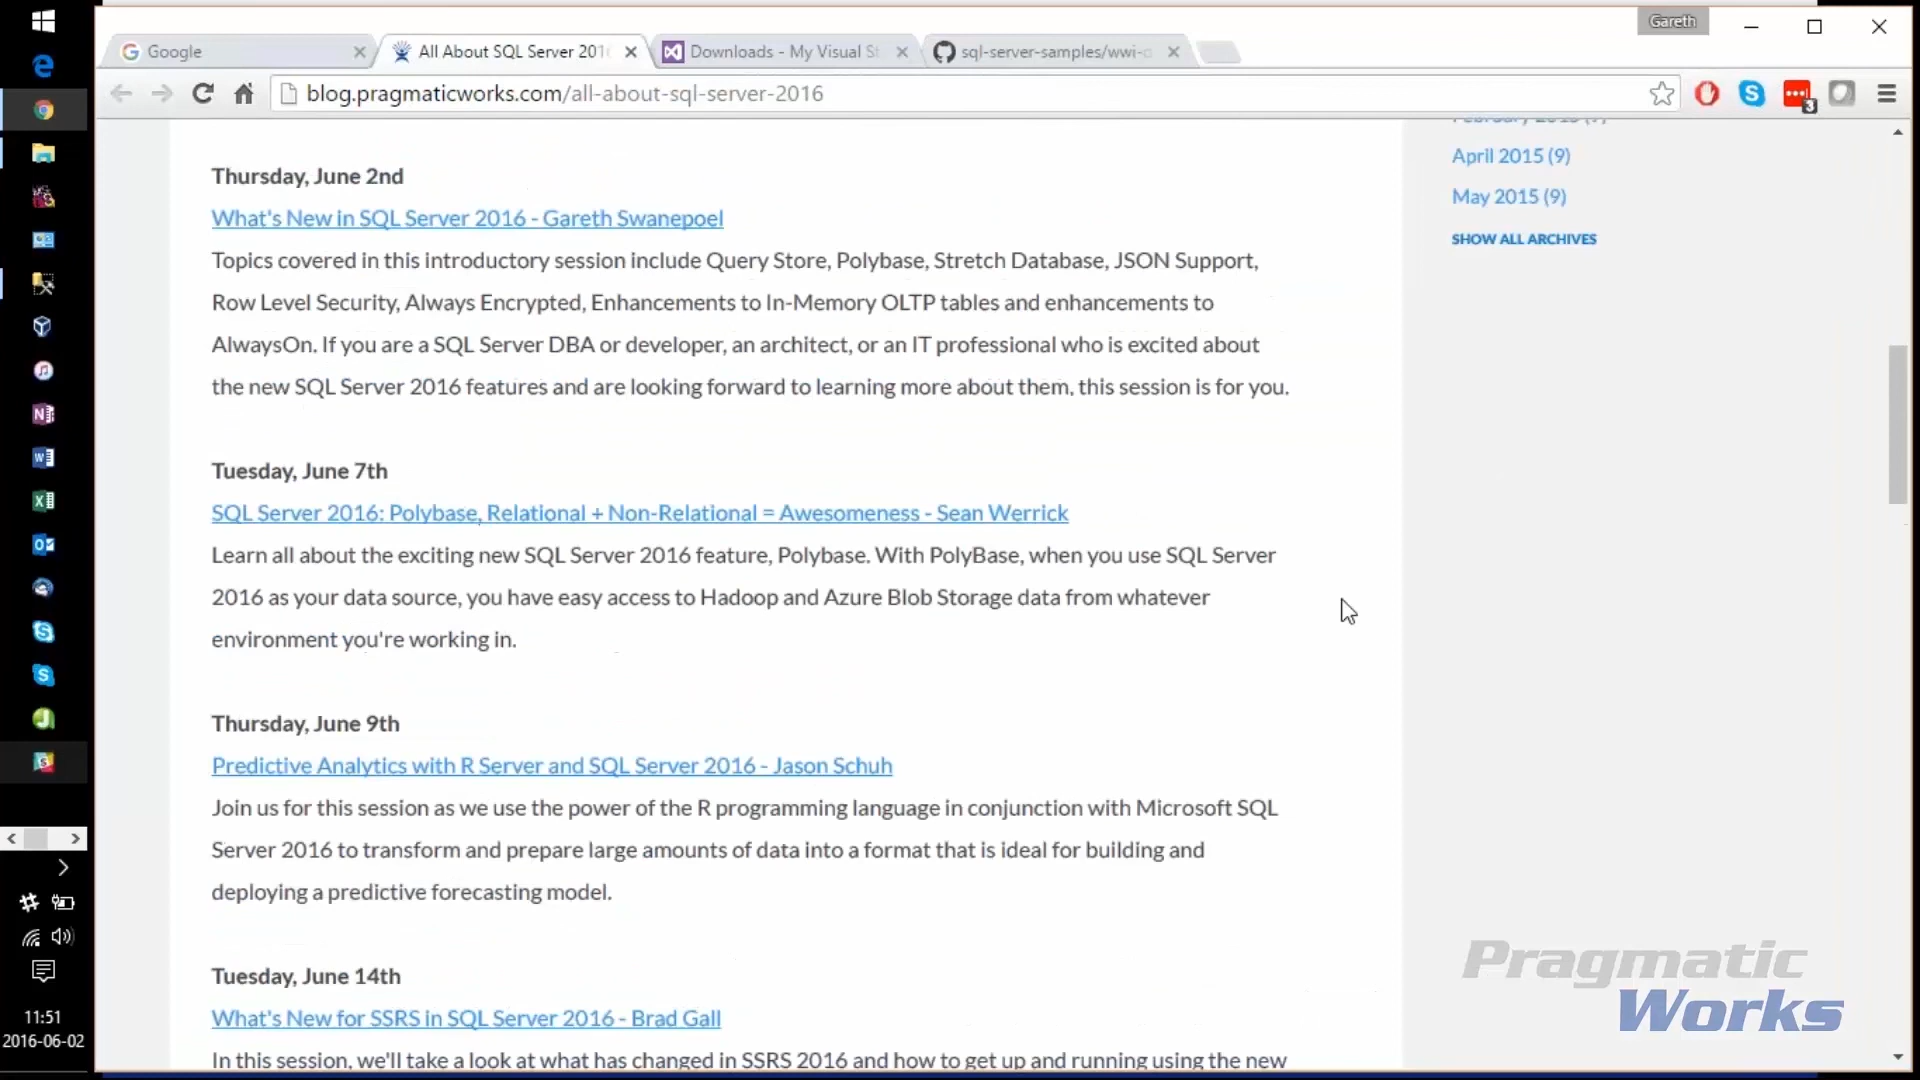 Gareth
Google
All About SQL Server 201
Downloads - My Visual St
sql-server-samples/wwi-d
blog.pragmaticworks.com/all-about-sql-server-2016
3
Thursday, June 2nd
What's New in SQL Server 2016 - Gareth Swanepoel
Topics covered in this introductory session include Query Store, Polybase, Stretch Database, JSON Support,
Row Level Security, Always Encrypted, Enhancements to In-Memory OLTP tables and enhancements to
AlwaysOn. If you are a SQL Server DBA or developer, an architect, or an IT professional who is excited about
the new SQL Server 2016 features and are looking forward to learning more about them, this session is for you.
Tuesday, June 7th
SQL Server 2016: Polybase, Relational + Non-Relational = Awesomeness - Sean Werrick
Learn all about the exciting new SQL Server 2016 feature, Polybase. With PolyBase, when you use SQL Server
2016 as your data source, you have easy access to Hadoop and Azure Blob Storage data from whatever
environment you're working in.
Thursday, June 9th
Predictive Analytics with R Server and SQL Server 2016 - Jason Schuh
Join us for this session as we use the power of the R programming language in conjunction with Microsoft SQL
Server 2016 to transform and prepare large amounts of data into a format that is ideal for building and
deploying a predictive forecasting model.
Tuesday, June 14th
What's New for SSRS in SQL Server 2016 - Brad Gall
In this session, we'll take a look at what has changed in SSRS 2016 and how to get up and running using the new
April 2015 (9)
May 2015 (9)
SHOW ALL ARCHIVES
Pragmatic
Works
11:51
2016-06-02